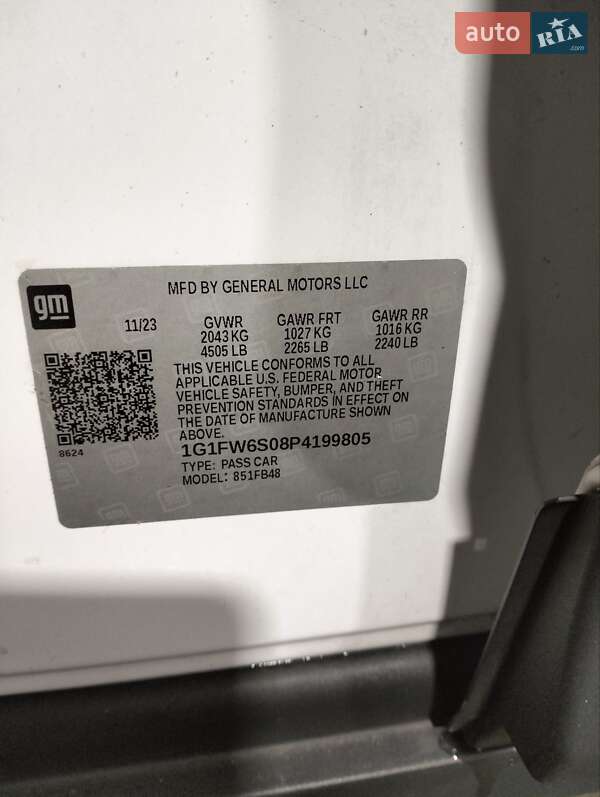 auto RIA .com
MFD BY GENERAL MOTORS LLC
gm
11/23 GVWR GAWR FRT GAWR RR
2043 KG 1027 KG 1016 KG
4505 LB 2265 LB 2240 LB
THIS VEHICLE CONFORMS TO ALL
APPLICABLE U.S. FEDERAL MOTOR
VEHICLE SAFETY, BUMPER, AND THEFT
PREVENTION STANDARDS IN EFFECT ON
THE DATE OF MANUFACTURE SHOWN
ABOVE.
8624
1G1FW6S08P4199805
TYPE: PASS CAR
MODEL: 851FB48